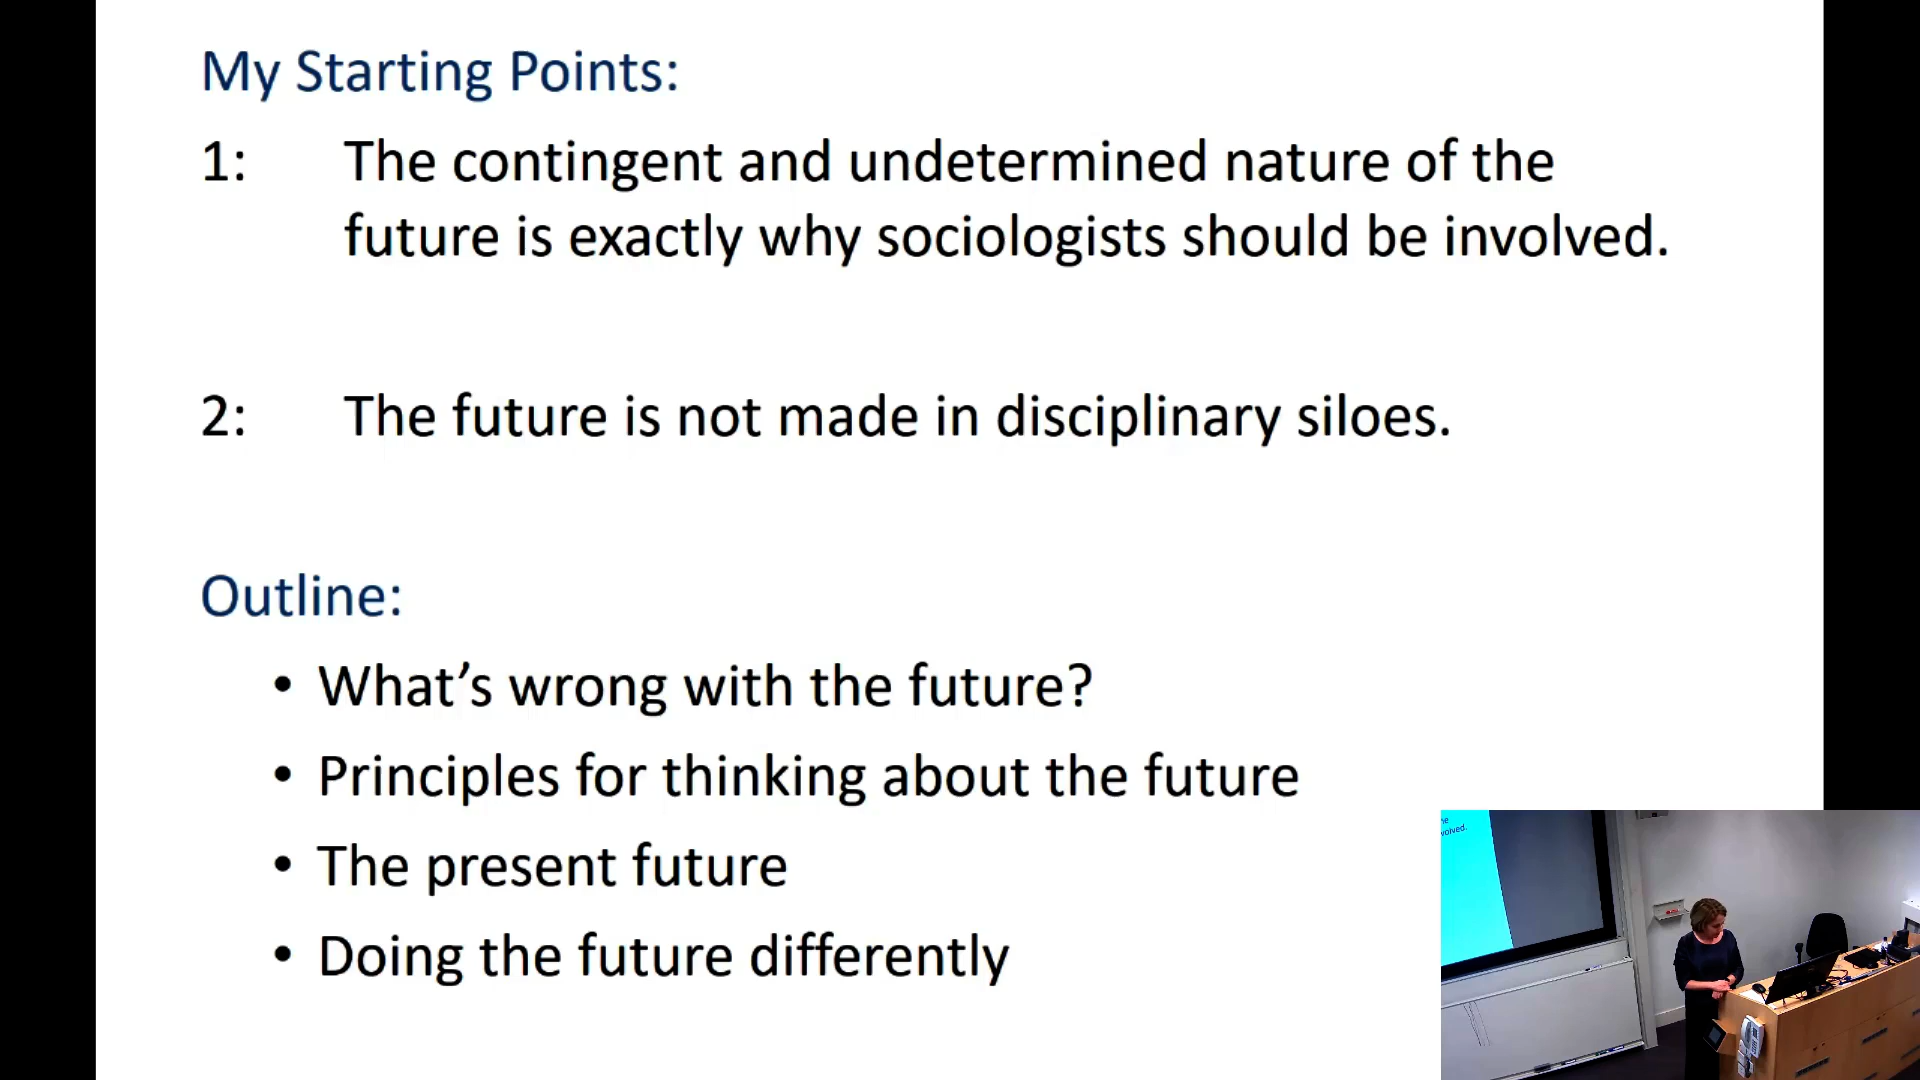 My Starting Points:
1: The contingent and undetermined nature of the
future is exactly why sociologists should be involved.
2: The future is not made in disciplinary siloes.
Outline:
• What’s wrong with the future?
• Principles for thinking about the future
• The present future
• Doing the future differently
volved.